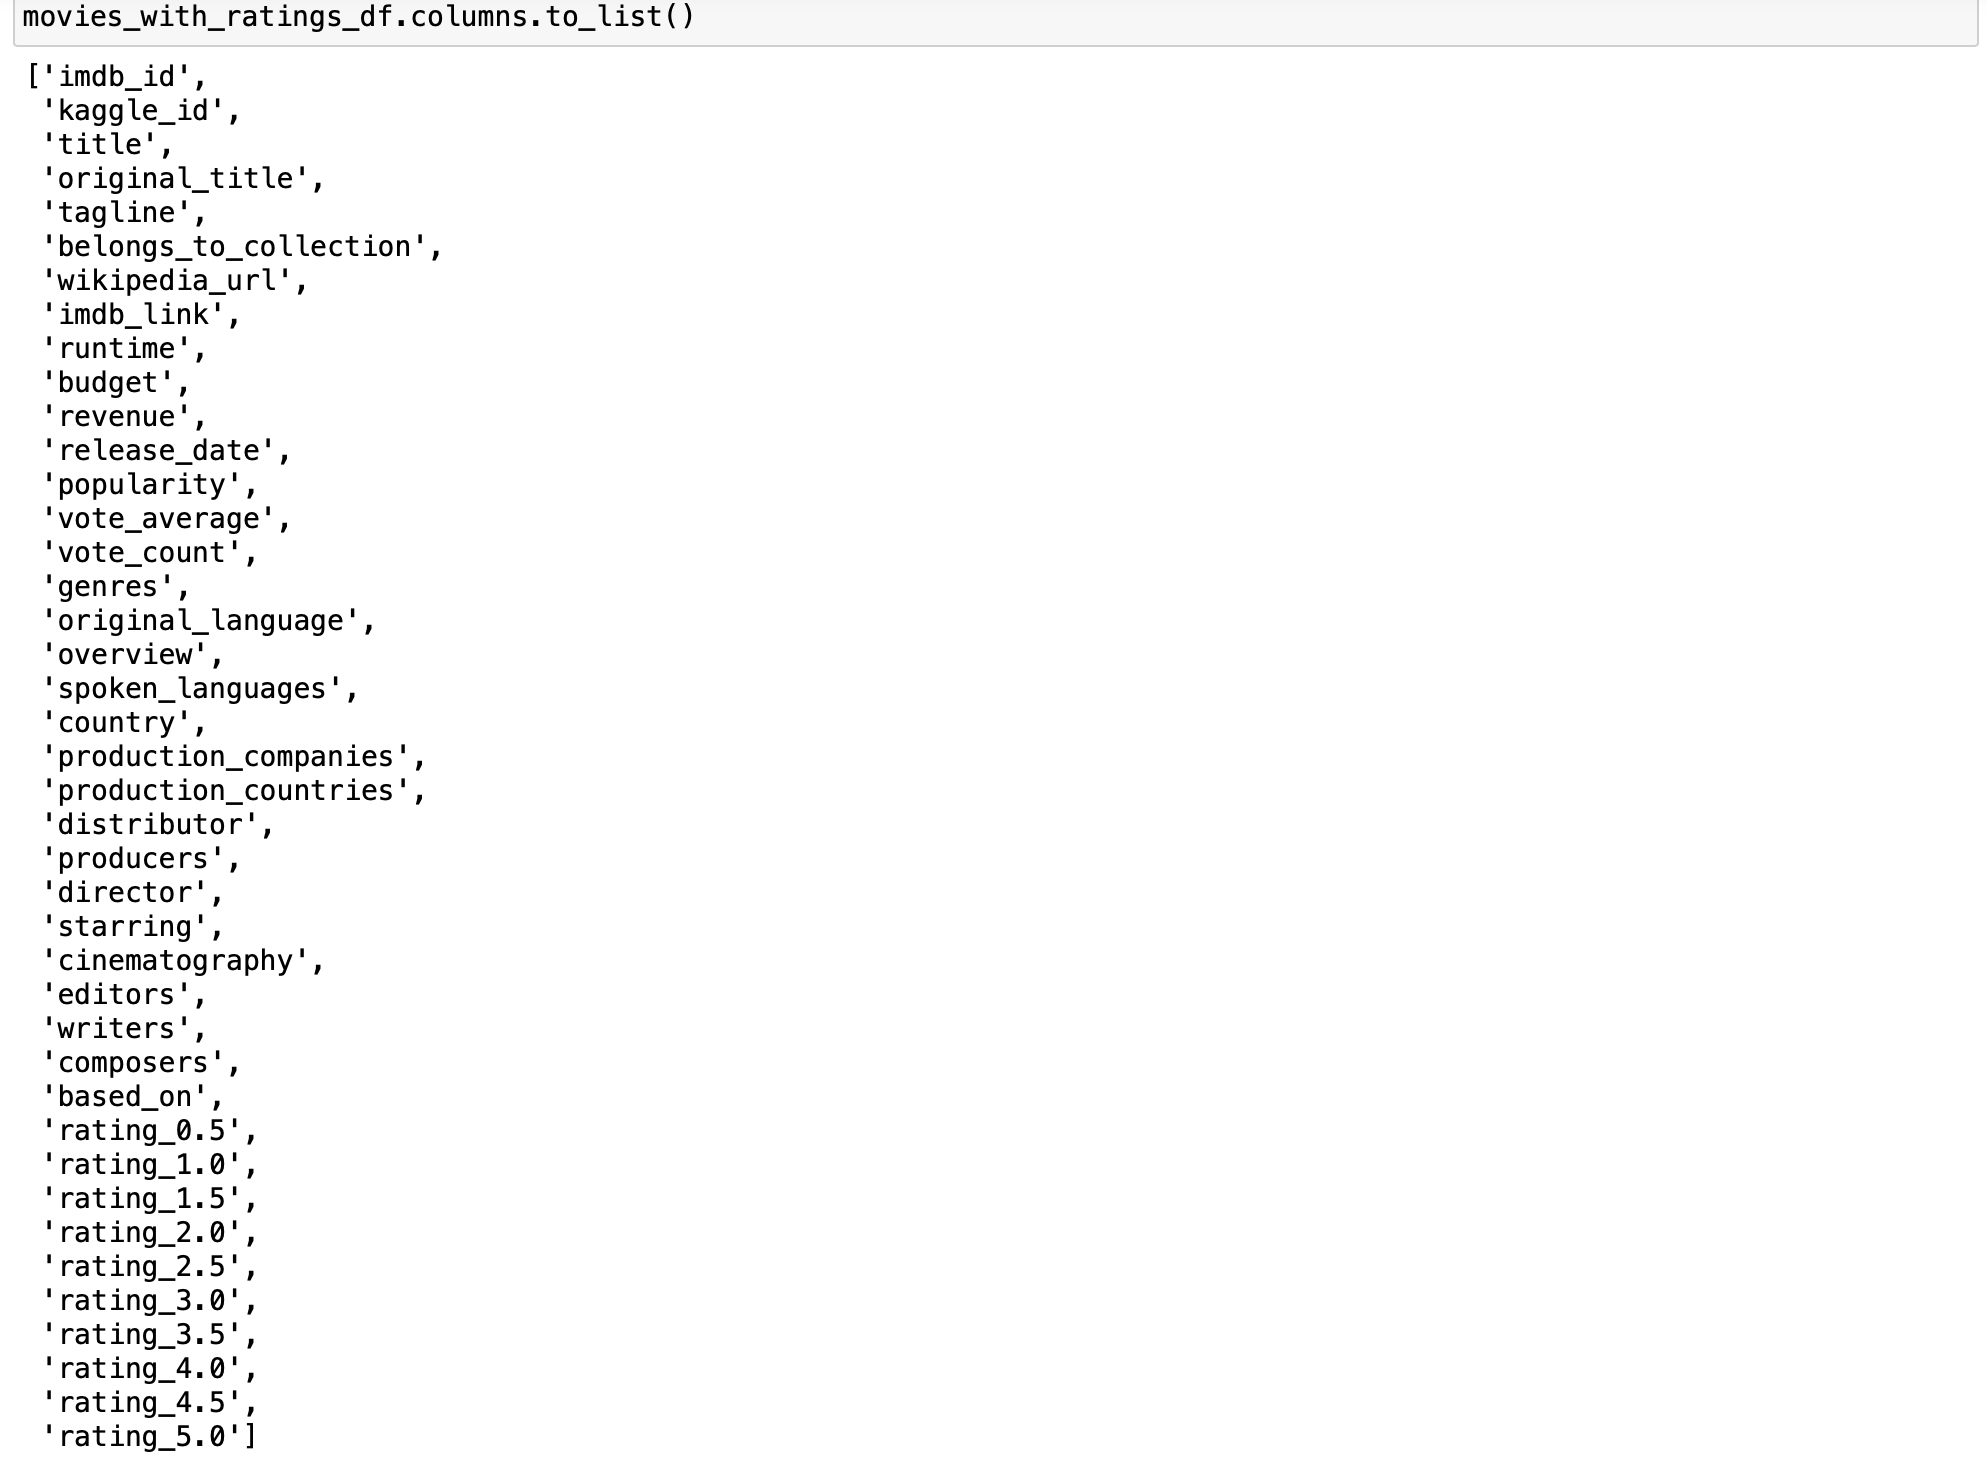 movies_with_ratings_df.columns.to_list()
['imdb_id',
'kaggle_id',
'title',
'original_title',
'tagline',
'belongs_to_collection',
'wikipedia_url',
'imdb_link',
'runtime',
'budget',
'revenue',
'release_date',
'popularity',
'vote_average',
'vote_count',
'genres',
'original_language',
'overview',
'spoken_languages',
'country',
'production_companies',
'production_countries',
'distributor',
'producers',
'director',
'starring',
'cinematography',
'editors',
'writers',
'composers',
'based_on',
'rating_0.5',
'rating_1.0',
'rating_1.5',
'rating_2.0',
'rating_2.5',
'rating_3.0',
'rating_3.5',
'rating_4.0',
'rating_4.5',
'rating_5.0']